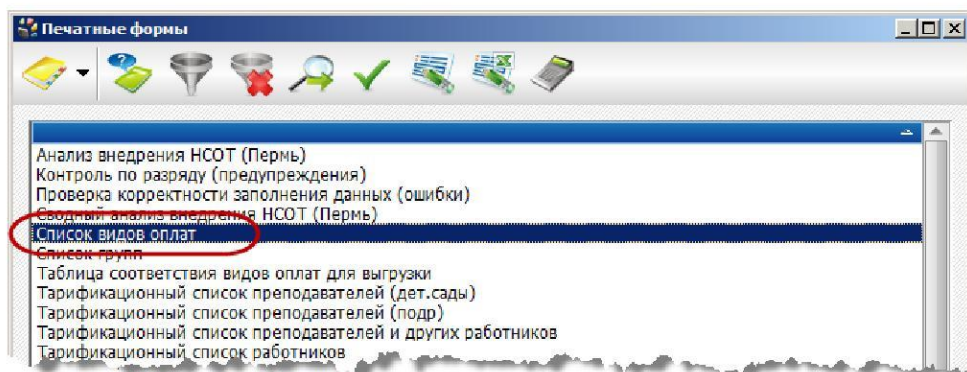 Печатные формы
Анализ внедрения НСОТ (Пермь)
Контроль по разряду (предупреждения)
Проверка корректности заполнения данных (ошибки)
Сводный анализ внедрения НСОТ (Пермь)
Список видов оплат
Список групп
Таблица соответствия видов оплат для выгрузки
Тарификационный список преподавателей (дет.сады)
Тарификационный список преподавателей (подр)
Тарификационный список преподавателей и других работников
Тарификационный список работников